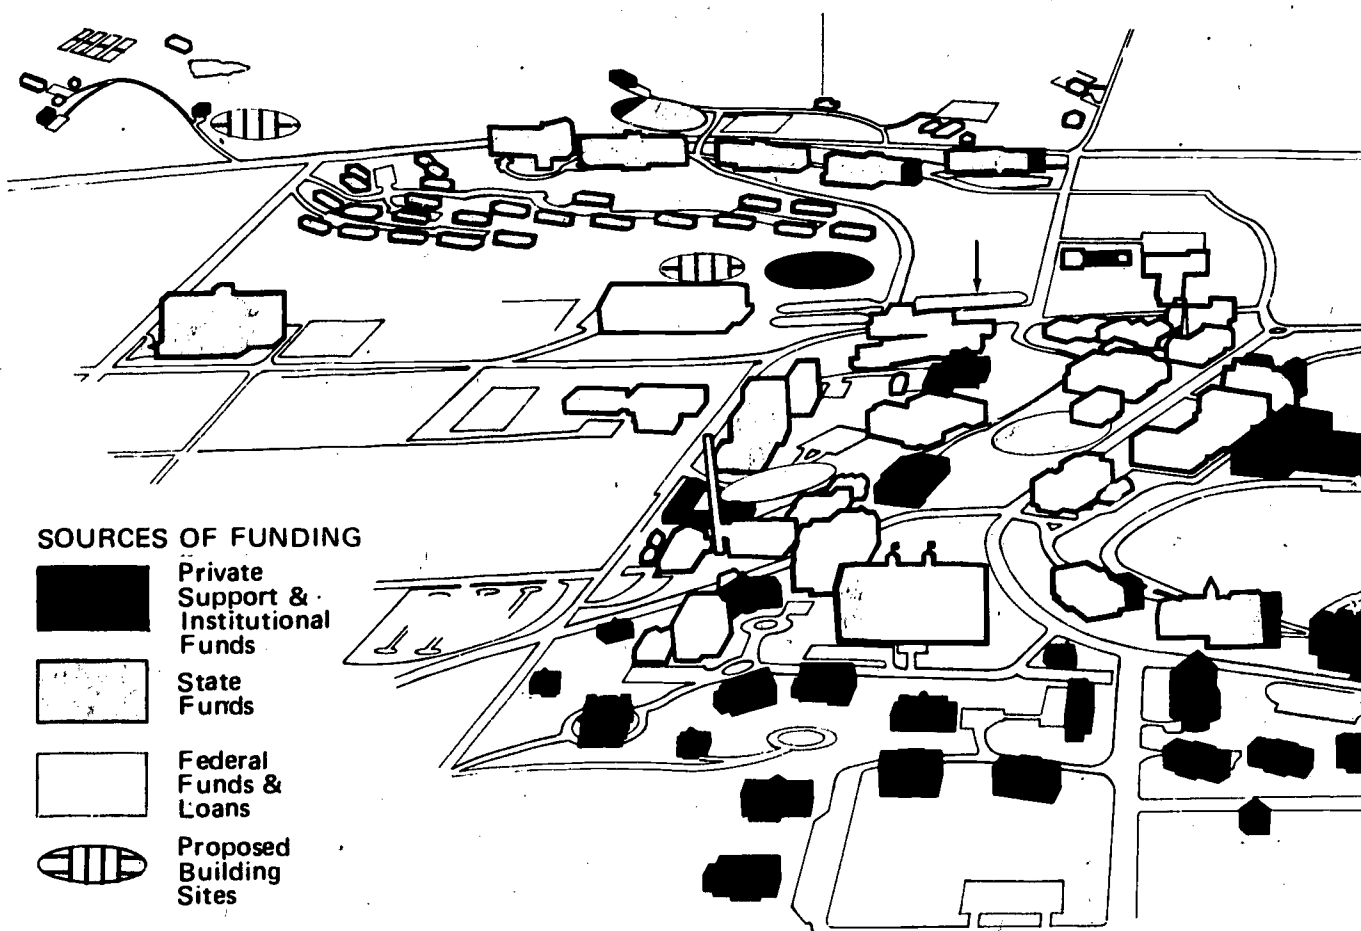 SOURCES OF FUNDING
Private
Support &
Institutional
Funds
State
Funds
Federal
Funds &
Loans
Proposed
Building
Sites